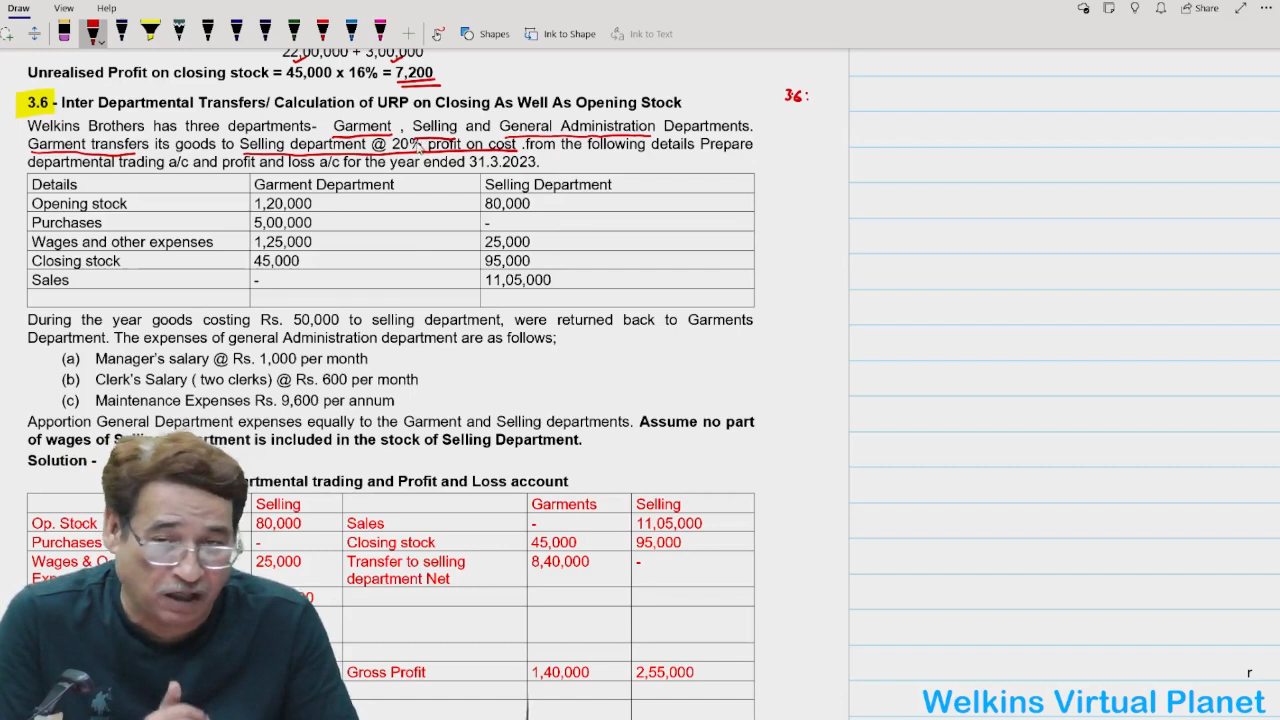 Draw View Help
Share
Shapes Ink to Shape Ink to Text
22,00,000 + 3,00,000
Unrealised Profit on closing stock = 45,000 x 16% = 7,200
3.6 - Inter Departmental Transfers/ Calculation of URP on Closing As Well As Opening Stock
36:
Welkins Brothers has three departments- Garment , Selling and General Administration Departments.
Garment transfers its goods to Selling department @ 20% profit on cost .from the following details Prepare
departmental trading a/c and profit and loss a/c for the year ended 31.3.2023.
Details Garment Department Selling Department
Opening stock 1,20,000 80,000
Purchases 5,00,000 -
Wages and other expenses 1,25,000 25,000
Closing stock 45,000 95,000
Sales - 11,05,000
During the year goods costing Rs. 50,000 to selling department, were returned back to Garments
Department. The expenses of general Administration department are as follows;
(a) Manager's salary @ Rs. 1,000 per month
(b) Clerk's Salary ( two clerks) @ Rs. 600 per month
(c) Maintenance Expenses Rs. 9,600 per annum
Apportion General Department expenses equally to the Garment and Selling departments. Assume no part
of wages of is included in the stock of Selling Department.
Solution -
trading and Profit and Loss account
Selling Garments Selling
Op. Stock 80,000 Sales - 11,05,000
Purchases - Closing stock 45,000 95,000
Wages & 25,000 Transfer to selling 8,40,000 -
department Net
Gross Profit 1,40,000 2,55,000
r
Welkins Virtual Planet